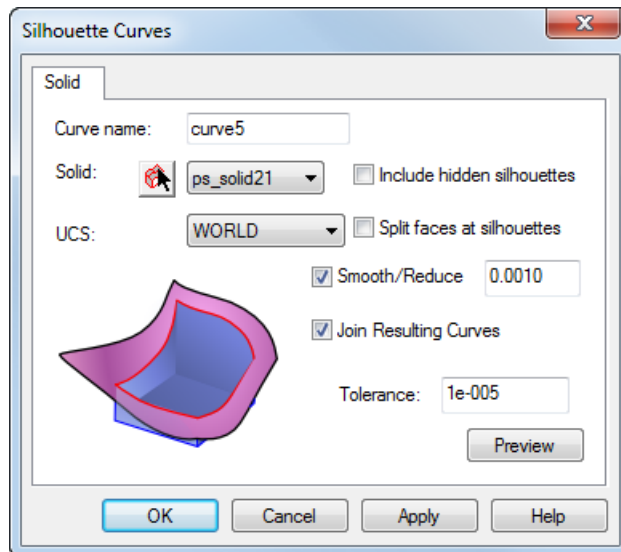 Silhouette Curves
Solid
Curve name: curve5
Solid: ps_solid21 Include hidden silhouettes
UCS: WORLD Split faces at silhouettes
Smooth/Reduce 0.0010
Join Resulting Curves
Tolerance: 1e-005
Preview
OK Cancel Apply Help